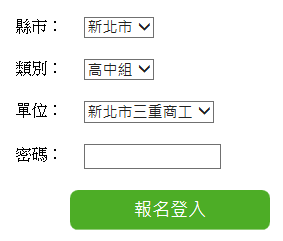 縣市： 新北市
類別： 高中組
單位： 新北市三重商工
密碼：
報名登入